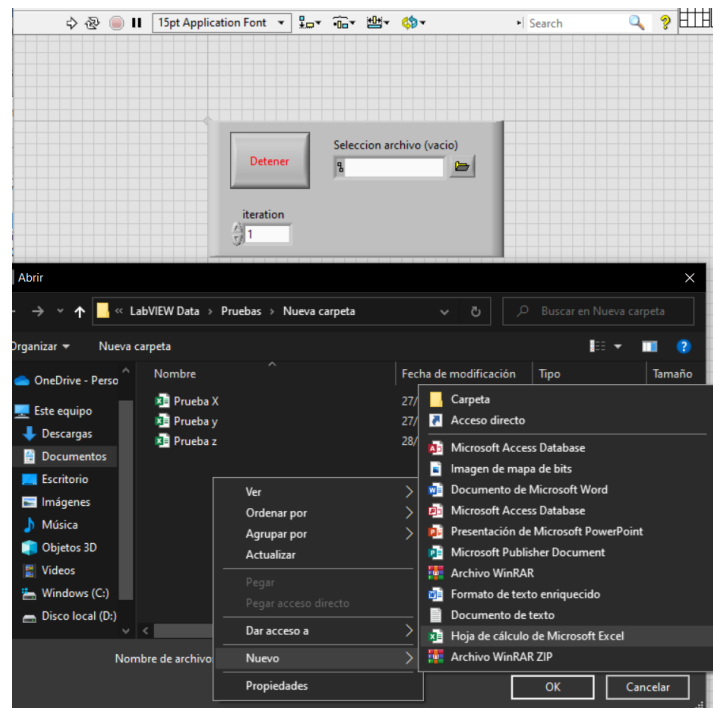 15pt Application Font
Search
Detener
Seleccion archivo (vacio)
iteration
1
Abrir
LabVIEW Data > Pruebas > Nueva carpeta
Buscar en Nueva carpeta
Organizar
Nueva carpeta
Nombre
Fecha de modificación
Tipo
Tamaño
OneDrive - Perso
Este equipo
Descargas
Documentos
Escritorio
Imágenes
Música
Objetos 3D
Videos
Windows (C:)
Disco local (D:)
Prueba X
27/
Prueba y
27/
Prueba z
28/
Ver
Ordenar por
Agrupar por
Actualizar
Pegar
Pegar acceso directo
Dar acceso a
Nuevo
Propiedades
Carpeta
Acceso directo
Microsoft Access Database
Imagen de mapa de bits
Documento de Microsoft Word
Microsoft Access Database
Presentación de Microsoft PowerPoint
Microsoft Publisher Document
Archivo WinRAR
Formato de texto enriquecido
Documento de texto
Hoja de cálculo de Microsoft Excel
Archivo WinRAR ZIP
Nombre de archivo
OK
Cancelar